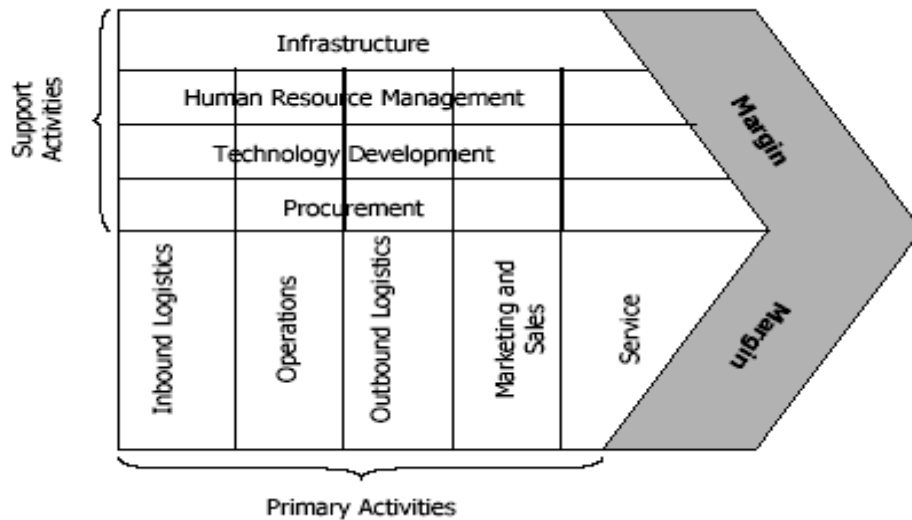 Support
Activities
Infrastructure
Human Resource Management
Technology Development
Procurement
Inbound Logistics
Operations
Outbound Logistics
Marketing and
Sales
Service
Margin
Margin
Primary Activities